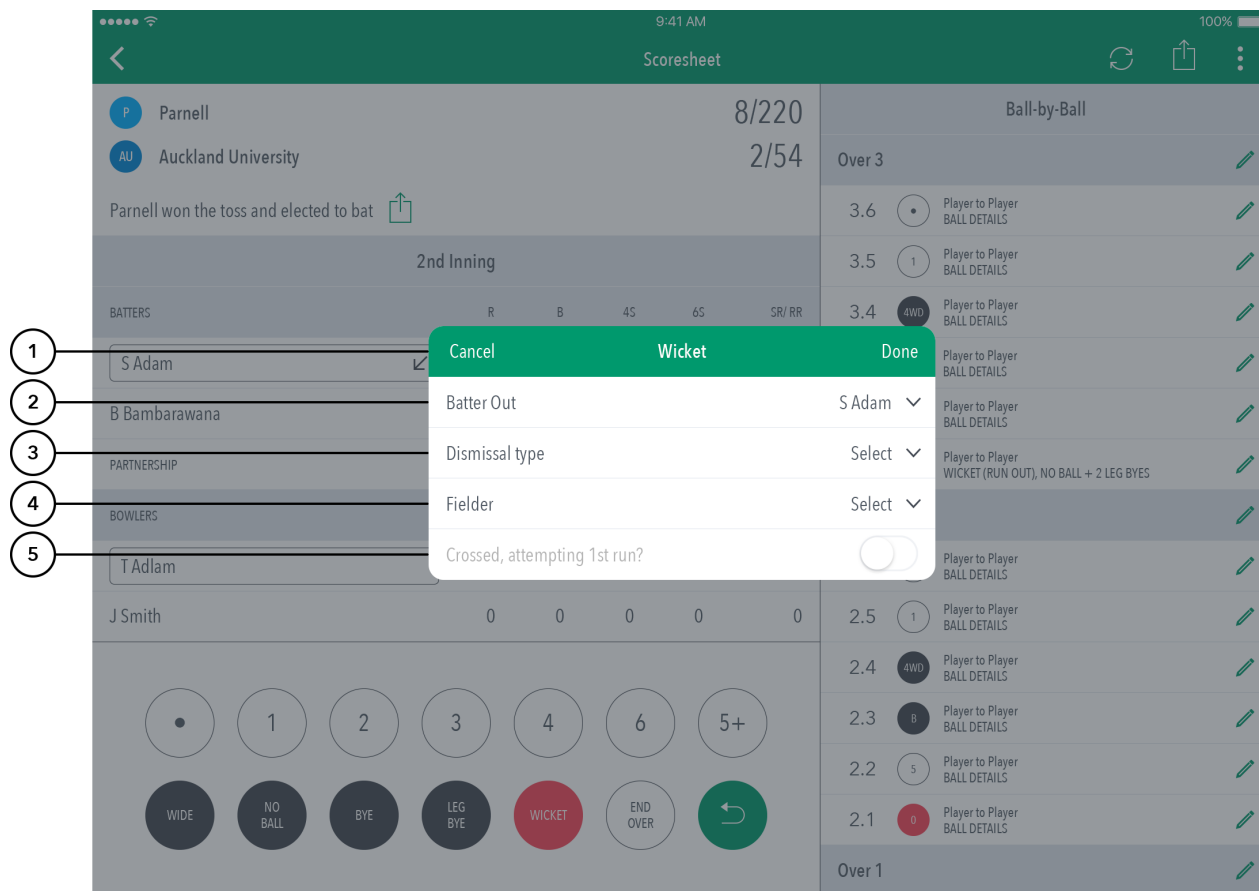 9:41 AM
100%
Scoresheet
P Parnell 8/220
AU Auckland University 2/54
Parnell won the toss and elected to bat
2nd Inning
BATTERS R B 4S 6S SR/ RR
S Adam
B Bambarawana
PARTNERSHIP
BOWLERS
T Adlam
J Smith 0 0 0 0 0
1
2
3
4
5
Cancel Wicket Done
Batter Out S Adam
Dismissal type Select
Fielder Select
Crossed, attempting 1st run?
1 2 3 4 6 5+
WIDE
NO
BALL
BYE
LEG
BYE
WICKET
END
OVER
Ball-by-Ball
Over 3
3.6 Player to Player
BALL DETAILS
3.5 1 Player to Player
BALL DETAILS
3.4 4WD Player to Player
BALL DETAILS
Player to Player
BALL DETAILS
Player to Player
BALL DETAILS
Player to Player
WICKET (RUN OUT), NO BALL + 2 LEG BYES
Player to Player
BALL DETAILS
2.5 1 Player to Player
BALL DETAILS
2.4 4WD Player to Player
BALL DETAILS
2.3 B Player to Player
BALL DETAILS
2.2 5 Player to Player
BALL DETAILS
2.1 0 Player to Player
BALL DETAILS
Over 1